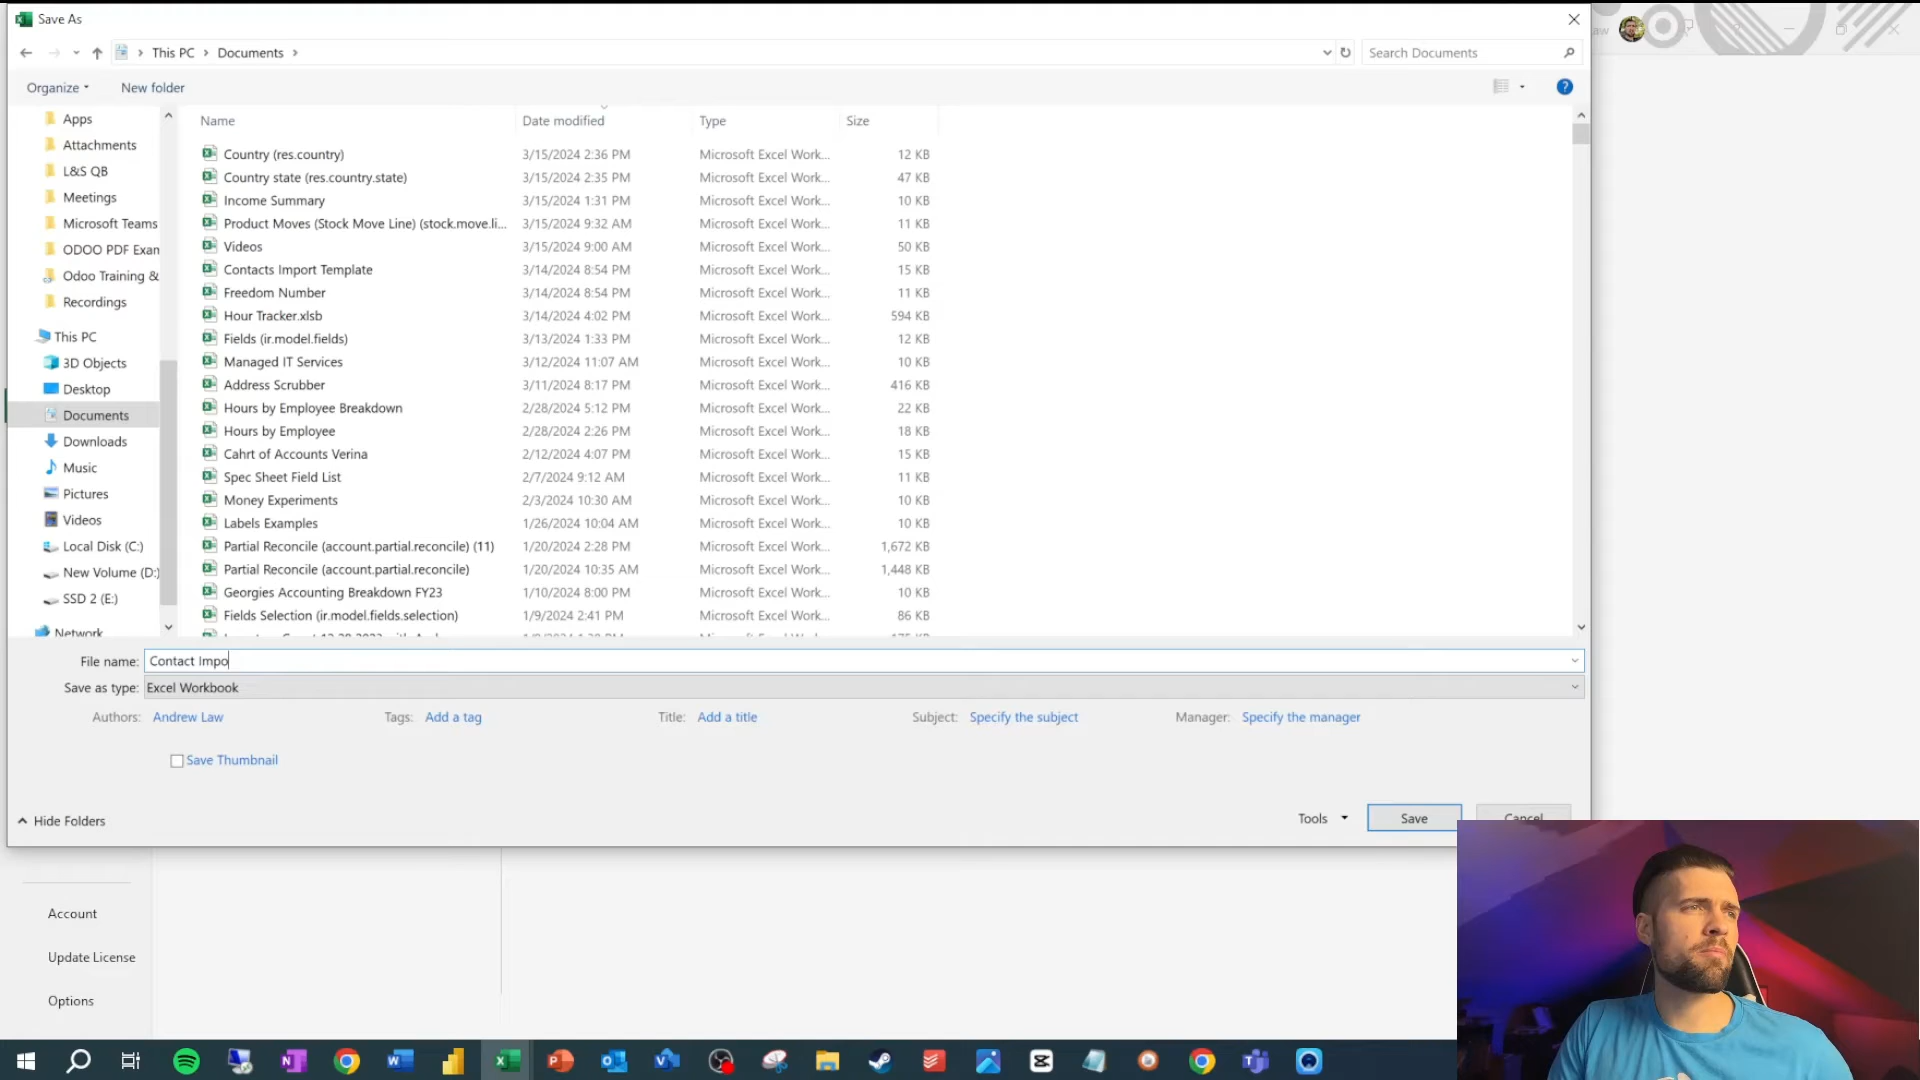 Save As
This PC
Documents
Search Documents
Organize
New folder
Name
Date modified
Type
Size
Apps
Attachments
L&S QB
Meetings
Microsoft Teams
ODOO PDF Exam
Odoo Training &
Recordings
This PC
3D Objects
Desktop
Documents
Downloads
Music
Pictures
Videos
Local Disk (C:)
New Volume (D:)
SSD 2 (E:)
Network
Country (res.country) 3/15/2024 2:36 PM Microsoft Excel Work... 12 KB
Country state (res.country.state) 3/15/2024 2:35 PM Microsoft Excel Work... 47 KB
Income Summary 3/15/2024 1:31 PM Microsoft Excel Work... 10 KB
Product Moves (Stock Move Line) (stock.move.li... 3/15/2024 9:32 AM Microsoft Excel Work... 11 KB
Videos 3/15/2024 9:00 AM Microsoft Excel Work... 50 KB
Contacts Import Template 3/14/2024 8:54 PM Microsoft Excel Work... 15 KB
Freedom Number 3/14/2024 8:54 PM Microsoft Excel Work... 11 KB
Hour Tracker.xlsb 3/14/2024 4:02 PM Microsoft Excel Work... 594 KB
Fields (ir.model.fields) 3/13/2024 1:33 PM Microsoft Excel Work... 12 KB
Managed IT Services 3/12/2024 11:07 AM Microsoft Excel Work... 10 KB
Address Scrubber 3/11/2024 8:17 PM Microsoft Excel Work... 416 KB
Hours by Employee Breakdown 2/28/2024 5:12 PM Microsoft Excel Work... 22 KB
Hours by Employee 2/28/2024 2:26 PM Microsoft Excel Work... 18 KB
Cahrt of Accounts Verina 2/12/2024 4:07 PM Microsoft Excel Work... 15 KB
Spec Sheet Field List 2/7/2024 9:12 AM Microsoft Excel Work... 11 KB
Money Experiments 2/3/2024 10:30 AM Microsoft Excel Work... 10 KB
Labels Examples 1/26/2024 10:04 AM Microsoft Excel Work... 10 KB
Partial Reconcile (account.partial.reconcile) (11) 1/20/2024 2:28 PM Microsoft Excel Work... 1,672 KB
Partial Reconcile (account.partial.reconcile) 1/20/2024 10:35 AM Microsoft Excel Work... 1,448 KB
Georgies Accounting Breakdown FY23 1/10/2024 8:00 PM Microsoft Excel Work... 10 KB
Fields Selection (ir.model.fields.selection) 1/9/2024 2:41 PM Microsoft Excel Work... 86 KB
File name: Contact Impo
Save as type: Excel Workbook
Authors: Andrew Law Tags: Add a tag Title: Add a title Subject: Specify the subject Manager: Specify the manager
Save Thumbnail
Hide Folders
Tools
Save
Cancel
Account
Update License
Options